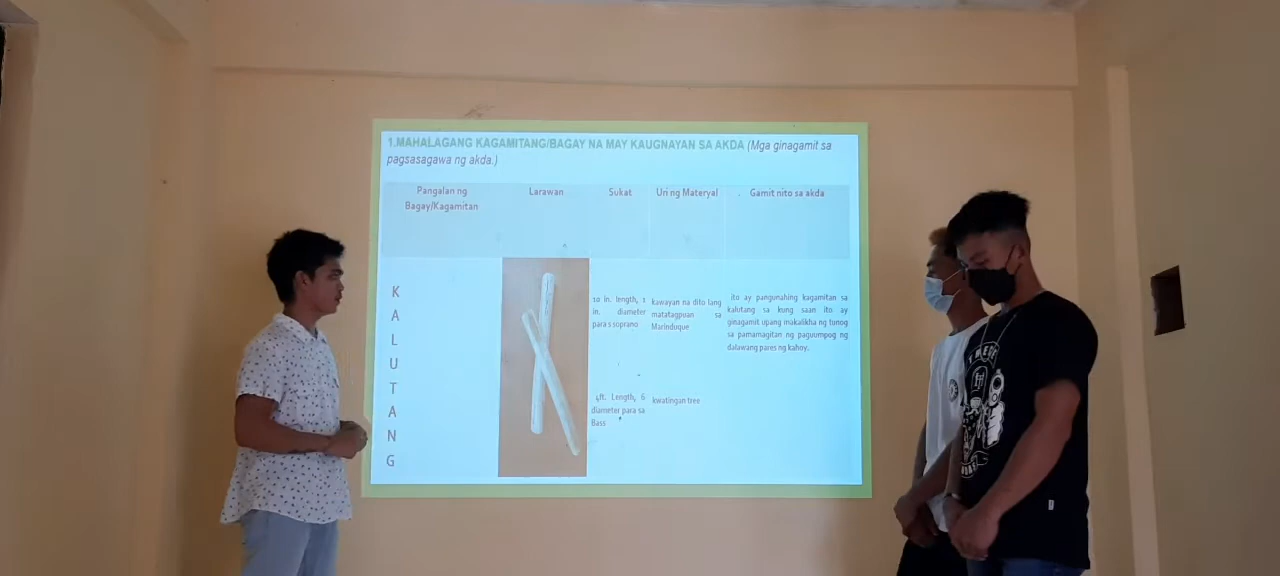 1.MAHALAGANG KAGAMITANG/BAGAY NA MAY KAUGNAYAN SA AKDA (Mga ginagamit sa
pagsasagawa ng akda.)
Pangalan ng
Bagay/Kagamitan
Larawan
Sukat
Uri ng Materyal
Gamit nito sa akda
K
A
L
U
T
A
N
G
10 in. length, 1
in. diameter
para s soprano
kawayan na dito lang
matatagpuan sa
Marinduque
ito ay pangunahing kagamitan sa
kalutang sa kung saan ito ay
ginagamit upang makalikha ng tunog
sa pamamagitan ng paguumpog ng
dalawang pares ng kahoy.
4ft. Length, 6
diameter para sa
Bass
kwatingan tree